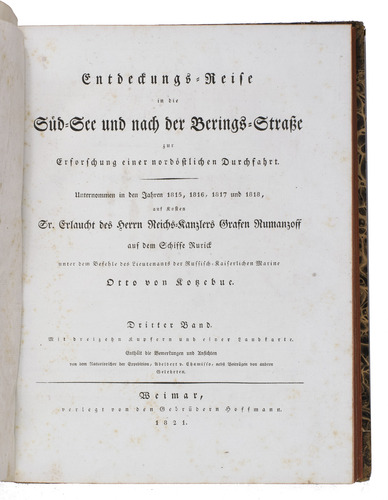 Entdeckungs-Reise
in die
Süd-See und nach der Berings-Straße
zur
Erforschung einer nordöstlichen Durchfahrt.
Unternommen in den Jahren 1815, 1816, 1817 und 1818,
auf Kosten
Sr. Erlaucht des Herrn Reichs-Kanzlers Grafen Rumanzoff
auf dem Schiffe Rurick
unter dem Befehle des Lieutenants der Russisch-Kaiserlichen Marine
Otto von Kotzebue.
Dritter Band.
Mit dreizehn Kupfern und einer Landkarte.
Enthält die Bemerkungen und Ansichten
von dem Naturforscher der Expedition, Adelbert v. Chamisso, nebst Beiträgen von andern
Gelehrten.
Weimar,
verlegt von den Gebrüdern Hoffmann.
1821.